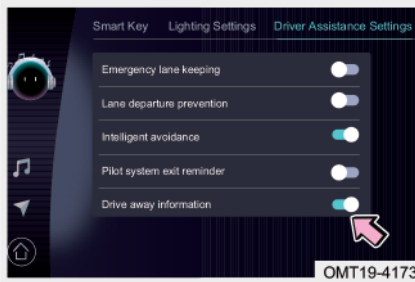 Smart Key Lighting Settings Driver Assistance Settings
Emergency lane keeping
Lane departure prevention
Intelligent avoidance
Pilot system exit reminder
Drive away information
OMT19-4173